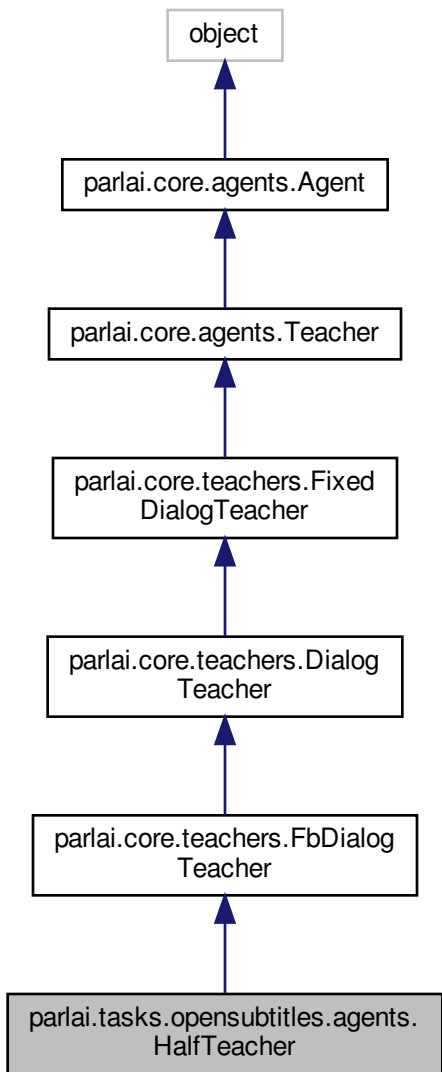 object
parlai.core.agents.Agent
parlai.core.agents.Teacher
parlai.core.teachers.Fixed
DialogTeacher
parlai.core.teachers.Dialog
Teacher
parlai.core.teachers.FbDialog
Teacher
parlai.tasks.opensubtitles.agents.
HalfTeacher